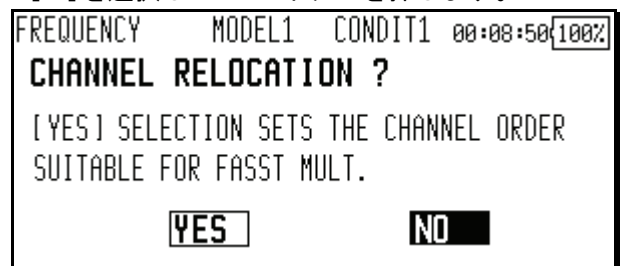 FREQUENCY MODEL1 CONDIT1 00:08:50 100%
CHANNEL RELOCATION ?
[YES] SELECTION SETS THE CHANNEL ORDER
SUITABLE FOR FASST MULT.
YES NO